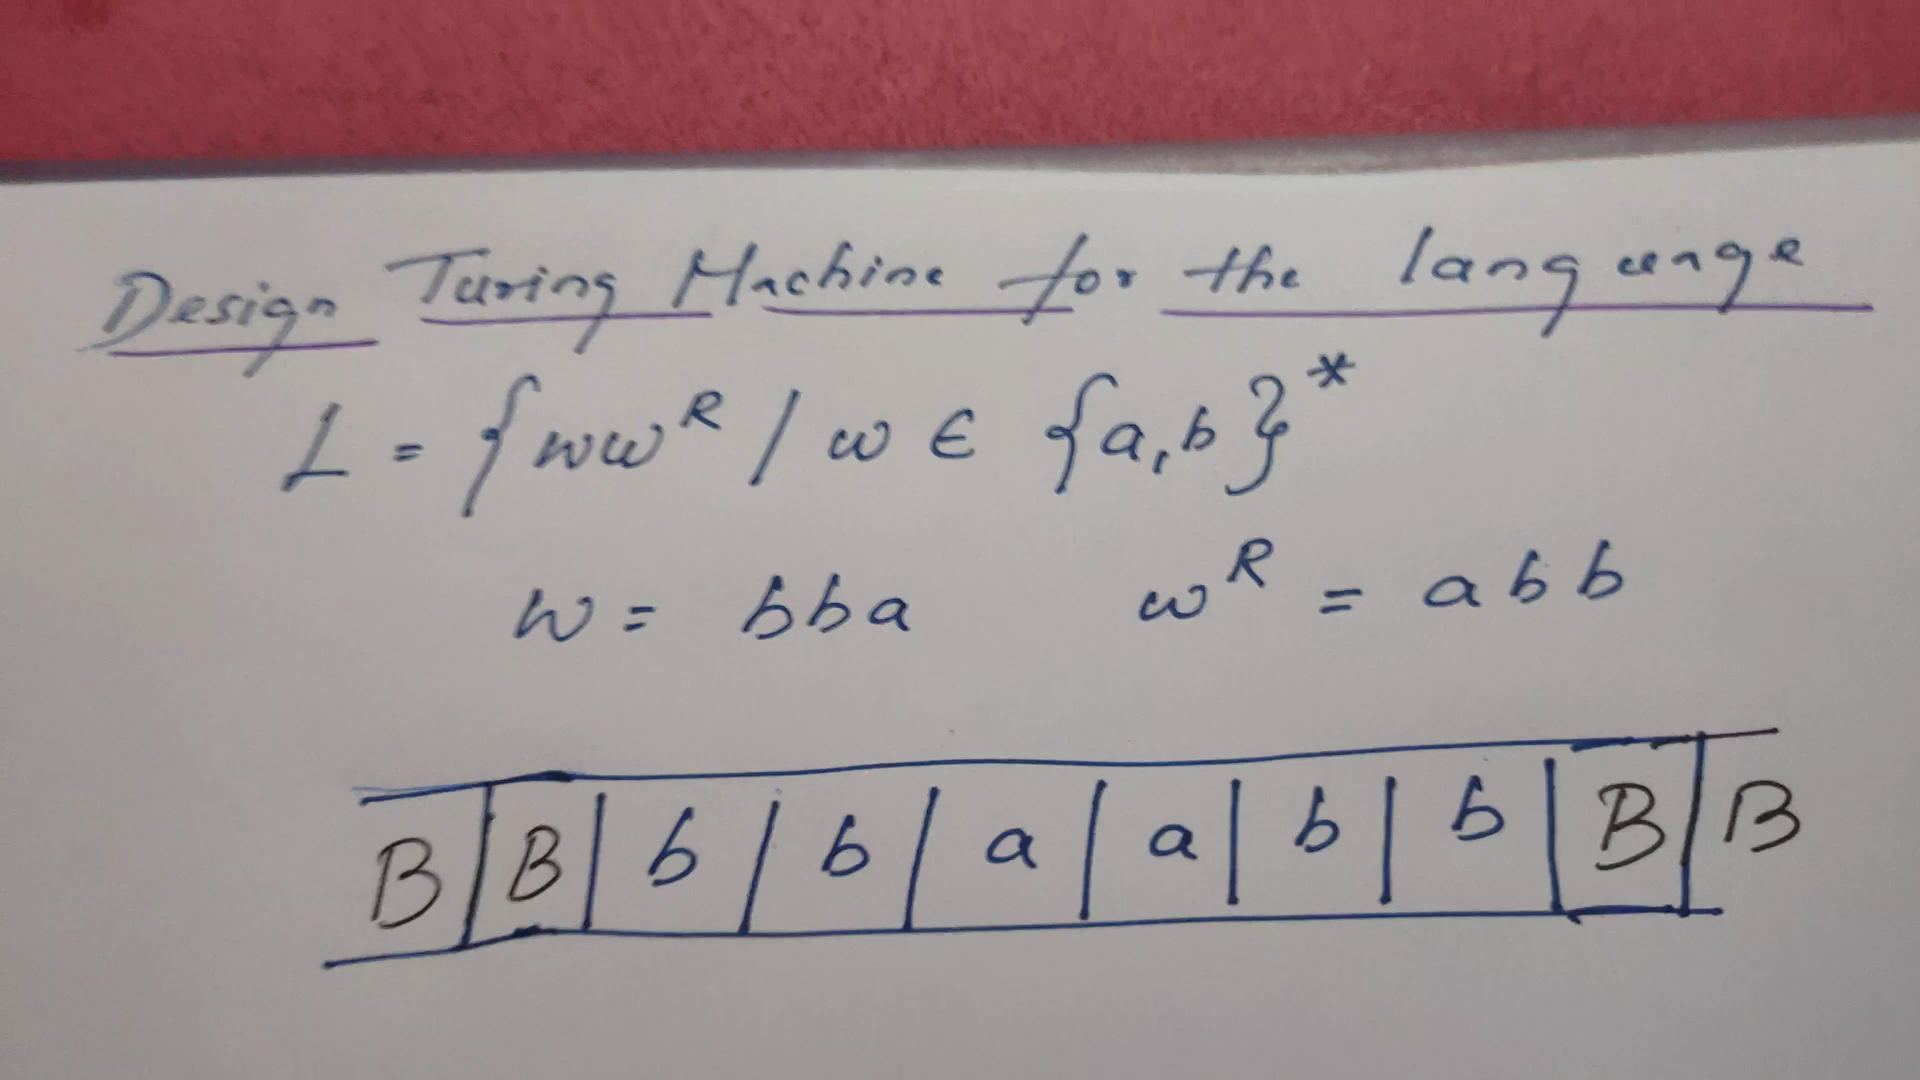 Design Turing Machine for the language
L = {ww^R / w ∈ {a,b}*
w = bba w^R = abb
B B b b a a b b B B